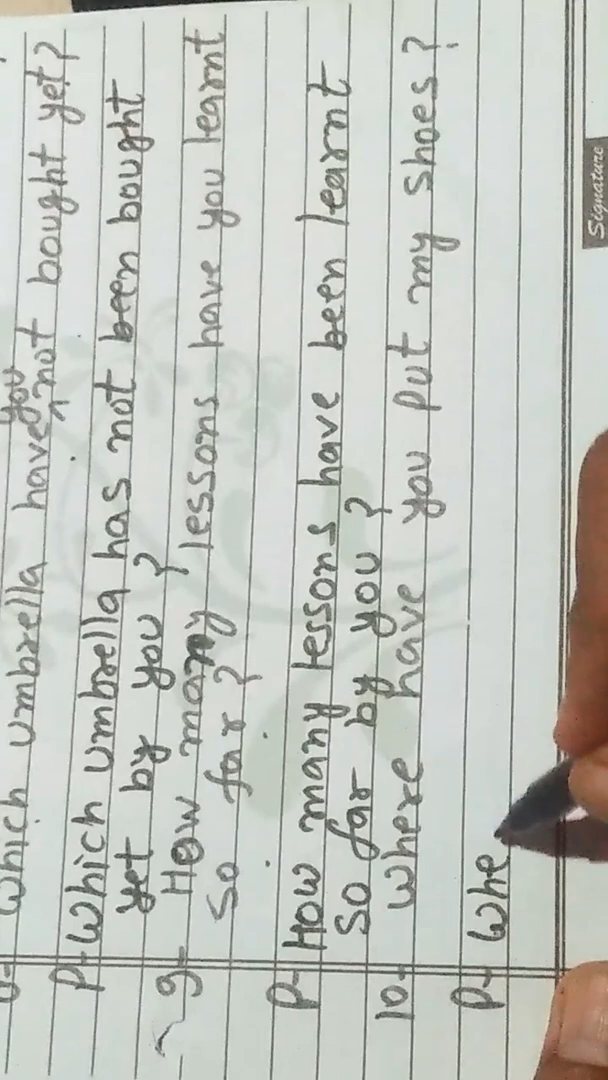 Which umbrella have you not bought yet?
P- Which umbrella has not been bought
yet by you?
9- How many lessons have you learnt
so far?
P- How many lessons have been learnt
so far by you?
10- Where have you put my shoes?
P- Whe
Signature